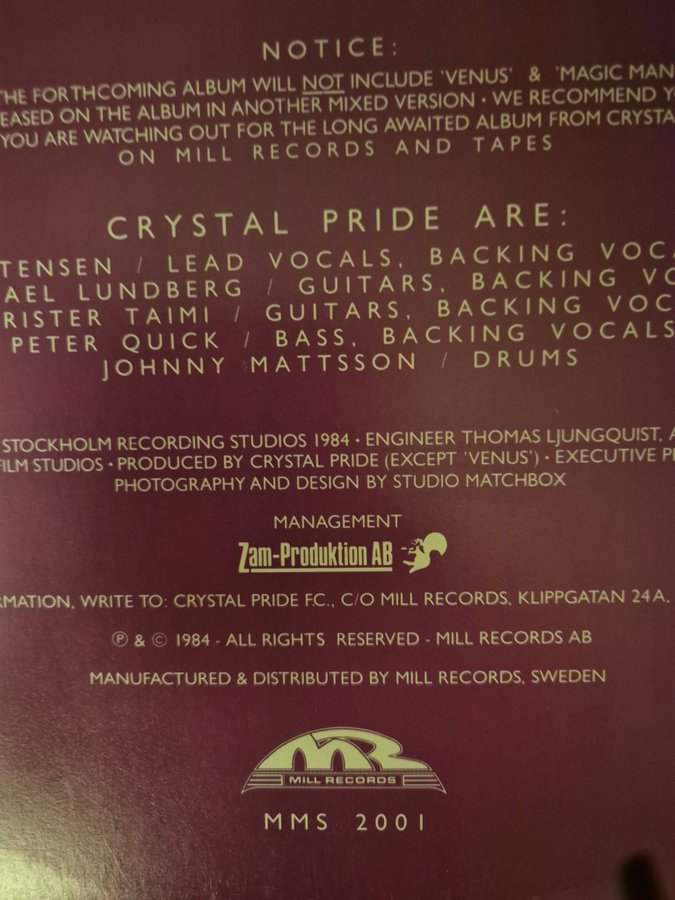 NOTICE:
THE FORTHCOMING ALBUM WILL NOT INCLUDE 'VENUS' & 'MAGIC MAN
EASED ON THE ALBUM IN ANOTHER MIXED VERSION • WE RECOMMEND Y
YOU ARE WATCHING OUT FOR THE LONG AWAITED ALBUM FROM CRYSTA
ON MILL RECORDS AND TAPES
CRYSTAL PRIDE ARE:
TENSEN / LEAD VOCALS, BACKING VOCA
AEL LUNDBERG / GUITARS, BACKING VO
RISTER TAIMI / GUITARS, BACKING VOC
PETER QUICK / BASS, BACKING VOCALS
JOHNNY MATTSSON / DRUMS
STOCKHOLM RECORDING STUDIOS 1984 • ENGINEER THOMAS LJUNGQUIST, A
FILM STUDIOS • PRODUCED BY CRYSTAL PRIDE (EXCEPT 'VENUS') • EXECUTIVE PR
PHOTOGRAPHY AND DESIGN BY STUDIO MATCHBOX
MANAGEMENT
Zam-Produktion AB
RMATION, WRITE TO: CRYSTAL PRIDE F.C., C/O MILL RECORDS, KLIPPGATAN 24A,
℗ & © 1984 - ALL RIGHTS RESERVED - MILL RECORDS AB
MANUFACTURED & DISTRIBUTED BY MILL RECORDS, SWEDEN
MR
MILL RECORDS
MMS 2001